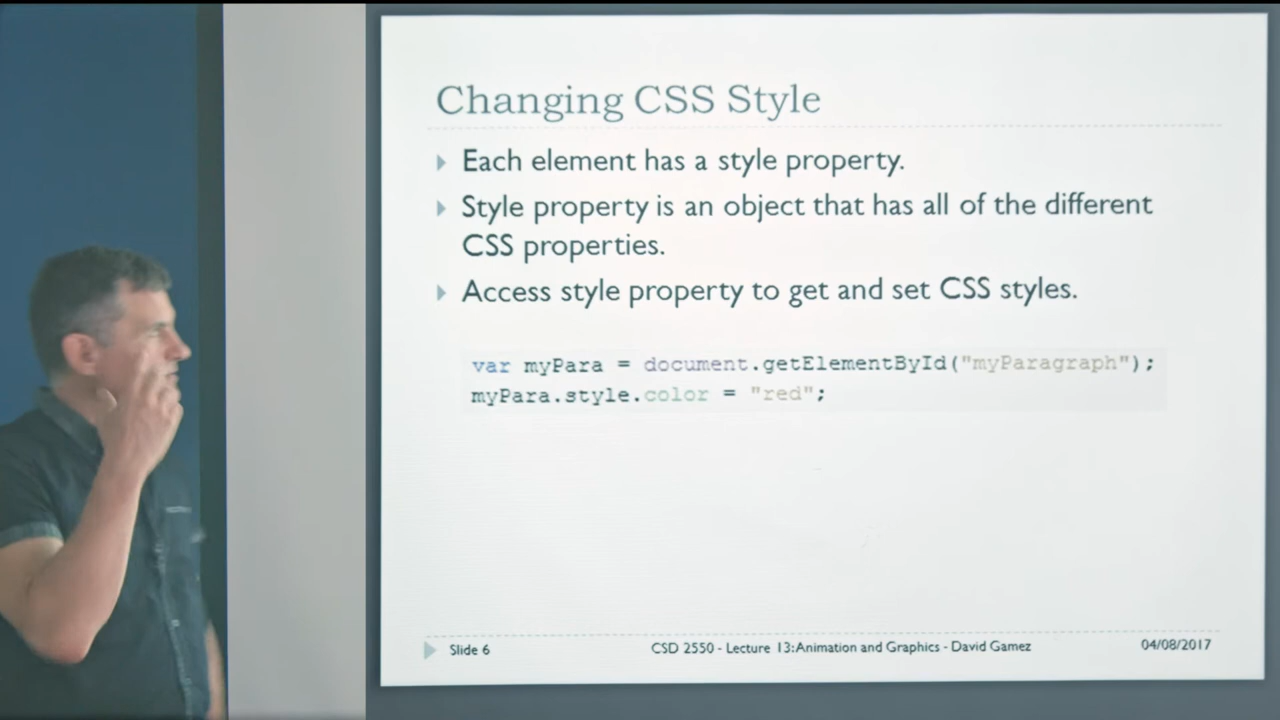 Changing CSS Style
Each element has a style property.
Style property is an object that has all of the different
CSS properties.
Access style property to get and set CSS styles.
var myPara = document.getElementById("myParagraph");
myPara.style.color = "red";
Slide 6
CSD 2550 - Lecture 13:Animation and Graphics - David Gamez
04/08/2017